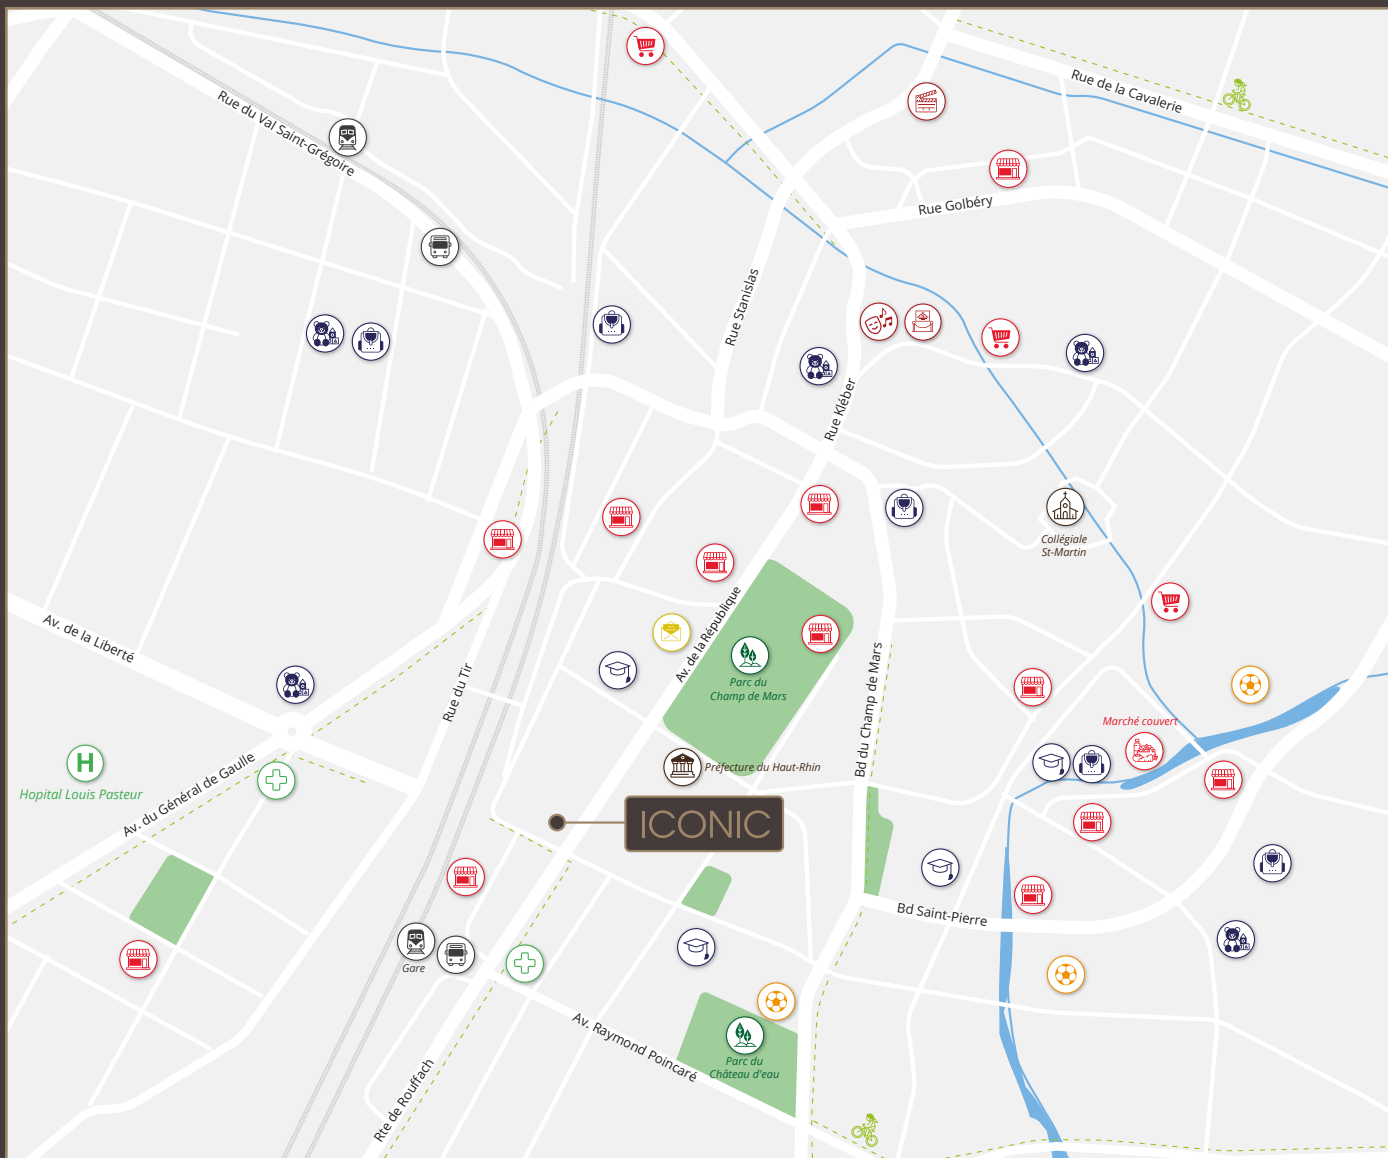 Rue de la Cavalerie
Rue du Val Saint-Grégoire
Rue Golbéry
Rue Stanislas
Rue Kléber
Collégiale
St-Martin
Av. de la Liberté
Av. de la République
Rue du Tir
Parc du
Champ de Mars
Bd du Champ de Mars
Marché couvert
H
Hopital Louis Pasteur
Préfecture du Haut-Rhin
Av. du Général de Gaulle
ICONIC
Bd Saint-Pierre
Gare
Av. Raymond Poincaré
Parc du
Château d'eau
Rte de Rouffach